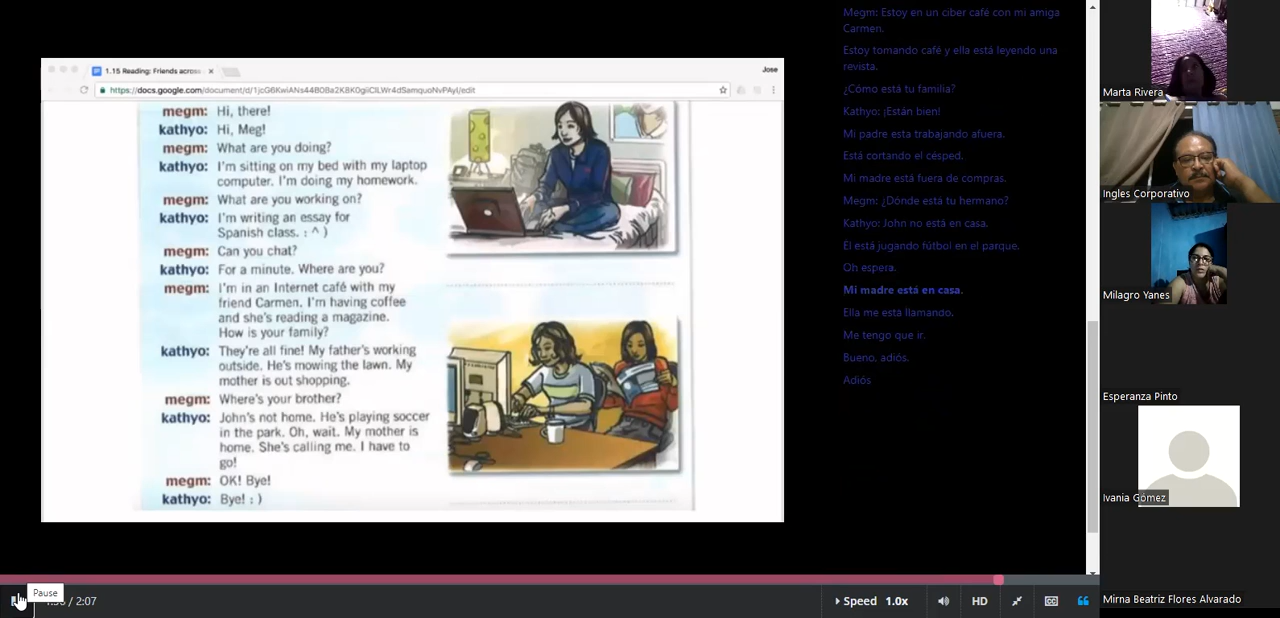 1.15 Reading: Friends across
Jose
megm: Hi, there!
kathyo: Hi, Meg!
megm: What are you doing?
kathyo: I'm sitting on my bed with my laptop
computer. I'm doing my homework.
megm: What are you working on?
kathyo: I'm writing an essay for
Spanish class. : ^ )
megm: Can you chat?
kathyo: For a minute. Where are you?
megm: I'm in an Internet café with my
friend Carmen. I'm having coffee
and she's reading a magazine.
How is your family?
kathyo: They're all fine! My father's working
outside. He's mowing the lawn. My
mother is out shopping.
megm: Where's your brother?
kathyo: John's not home. He's playing soccer
in the park. Oh, wait. My mother is
home. She's calling me. I have to
go!
megm: OK! Bye!
kathyo: Bye! : )
Megm: Estoy en un ciber café con mi amiga
Carmen.
Estoy tomando café y ella está leyendo una
revista.
¿Cómo está tu familia?
Kathyo: ¡Están bien!
Mi padre esta trabajando afuera.
Está cortando el césped.
Mi madre está fuera de compras.
Megm: ¿Dónde está tu hermano?
Kathyo: John no está en casa.
Él está jugando fútbol en el parque.
Oh espera.
Mi madre está en casa.
Ella me está llamando.
Me tengo que ir.
Bueno, adiós.
Adiós
Marta Rivera
Ingles Corporativo
Milagro Yanes
Esperanza Pinto
Ivania Gómez
Mirna Beatriz Flores Alvarado
Pause
/ 2:07
Speed 1.0x
HD
CC